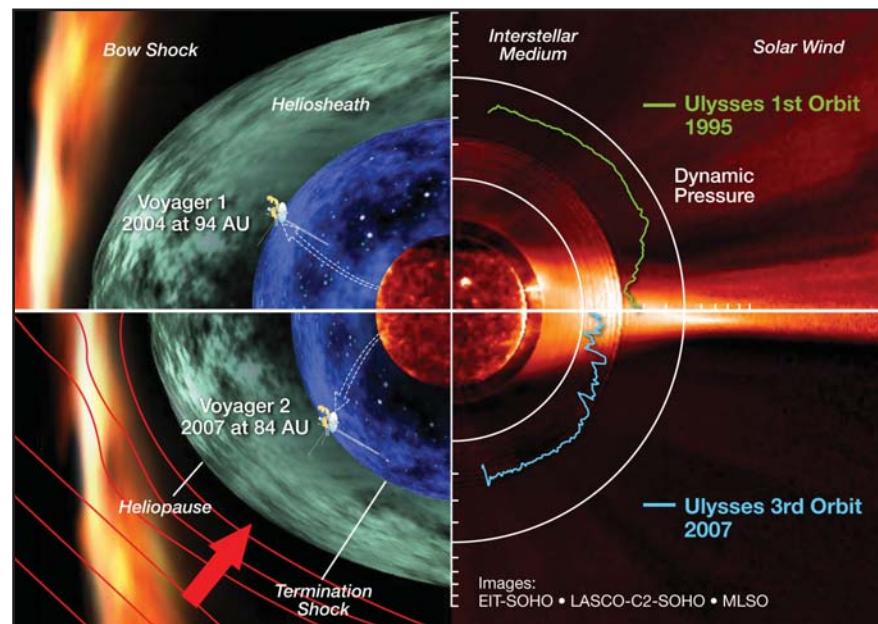 Bow Shock
Heliosheath
Voyager 1
2004 at 94 AU
Interstellar
Medium
Solar Wind
Ulysses 1st Orbit
1995
Dynamic
Pressure
Voyager 2
2007 at 84 AU
Heliopause
Termination
Shock
Ulysses 3rd Orbit
2007
Images:
EIT-SOHO • LASCO-C2-SOHO • MLSO